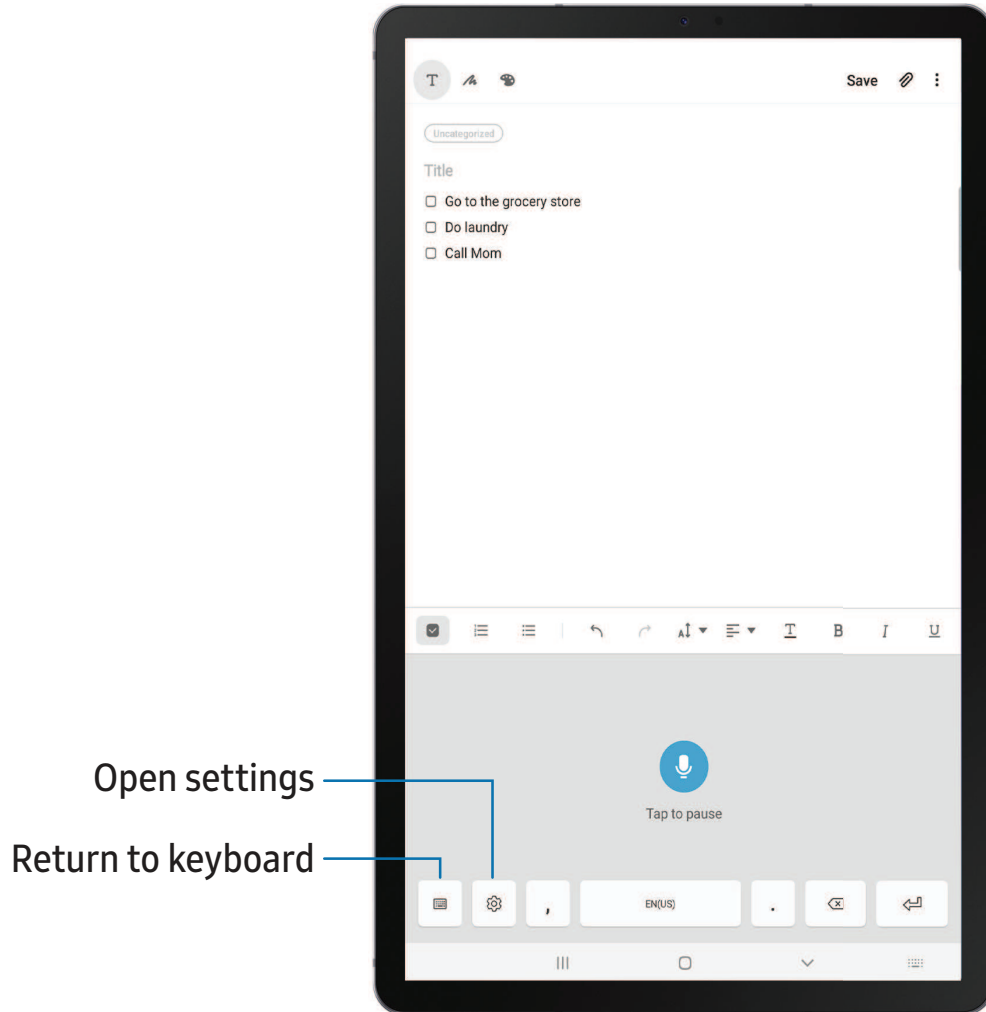 T
Save
Uncategorized
Title
Go to the grocery store
Do laundry
Call Mom
A T B I U
Tap to pause
Open settings
Return to keyboard
, EN(US) .